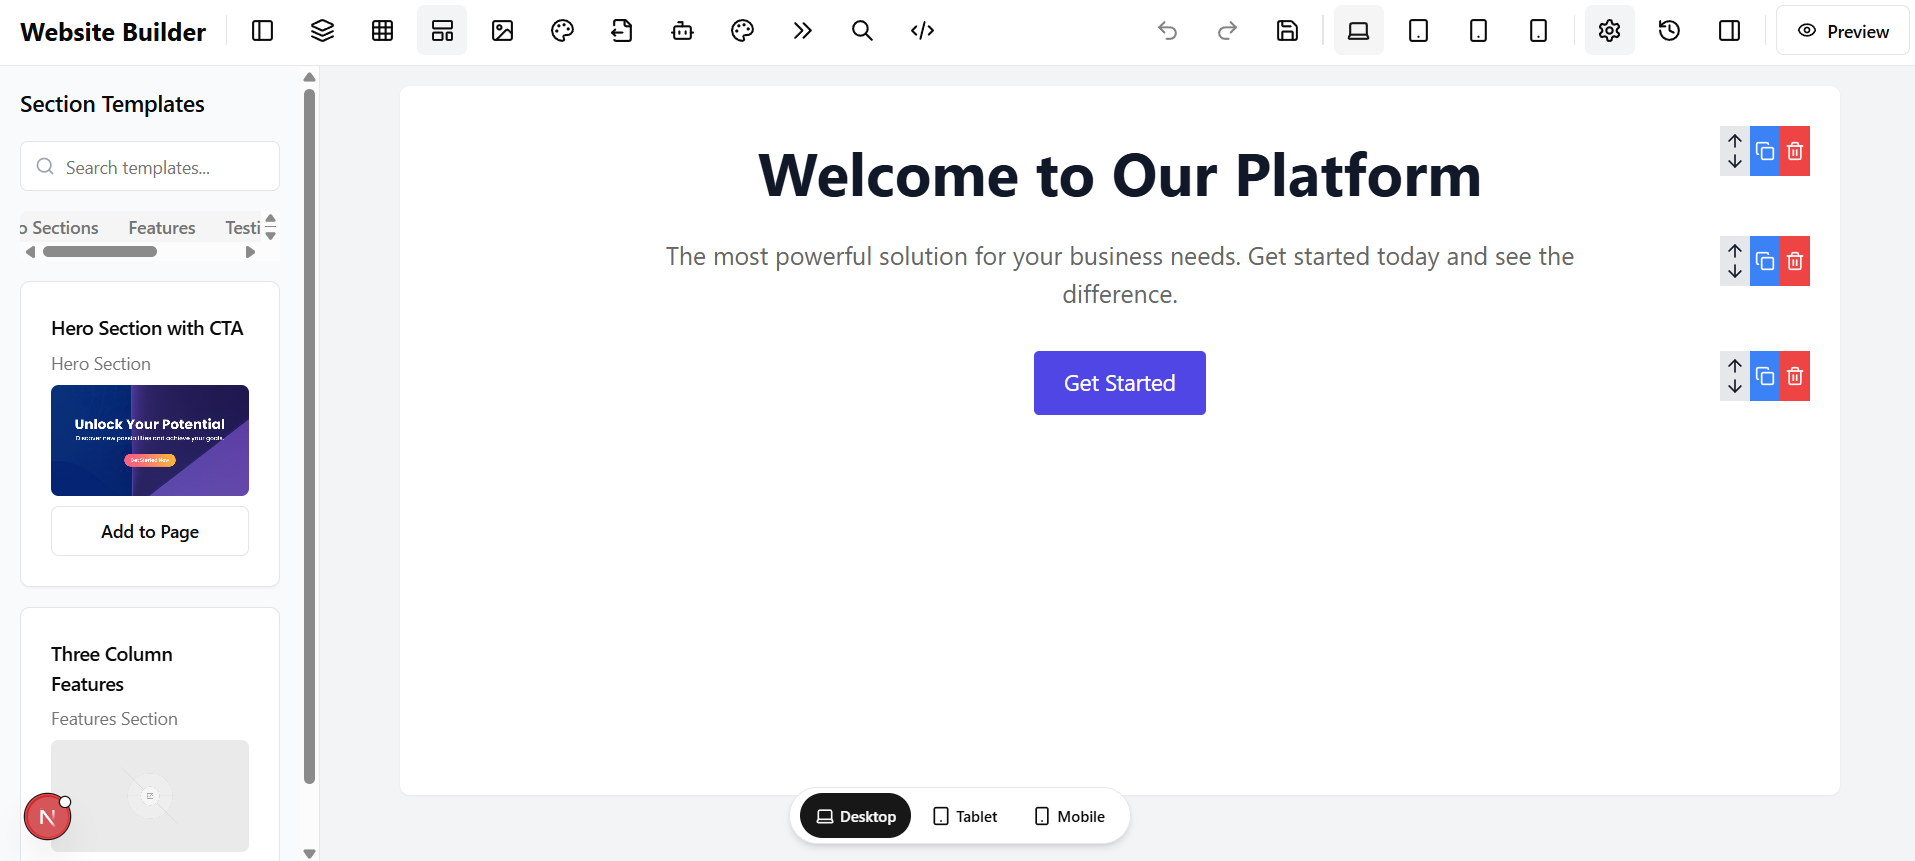 Website Builder
Preview
Section Templates
Search templates...
o Sections Features Testi
Hero Section with CTA
Hero Section
Unlock Your Potential
Discover new possibilities and achieve your goals.
Get Started Now
Add to Page
Three Column
Features
Features Section
N
Welcome to Our Platform
The most powerful solution for your business needs. Get started today and see the
difference.
Get Started
Desktop Tablet Mobile